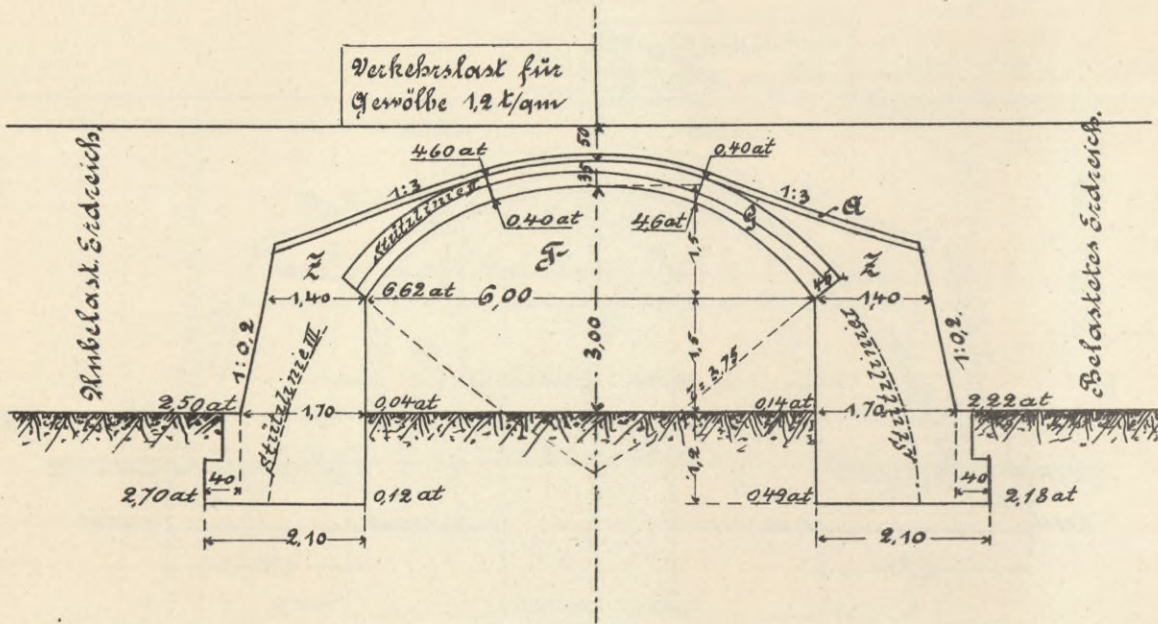 Verkehrslast für
Gewölbe 1,2 t/qm
Unbelast. Erdreich.
Belastetes Erdreich.
50
4,60 at
0,40 at
35
1:3
1:3
A
Stützlinie II
0,40 at
4,6 at
G
F
1,5
Z
Z
45
6,62 at
1,40
6,00
1,40
1:0,2
1:0,2
Stützlinie III
3,00
1,5
r = 3,75
2,50 at
1,70
0,04 at
0,14 at
1,70
2,22 at
1,2
40
40
2,70 at
0,12 at
0,49 at
2,18 at
2,10
2,10